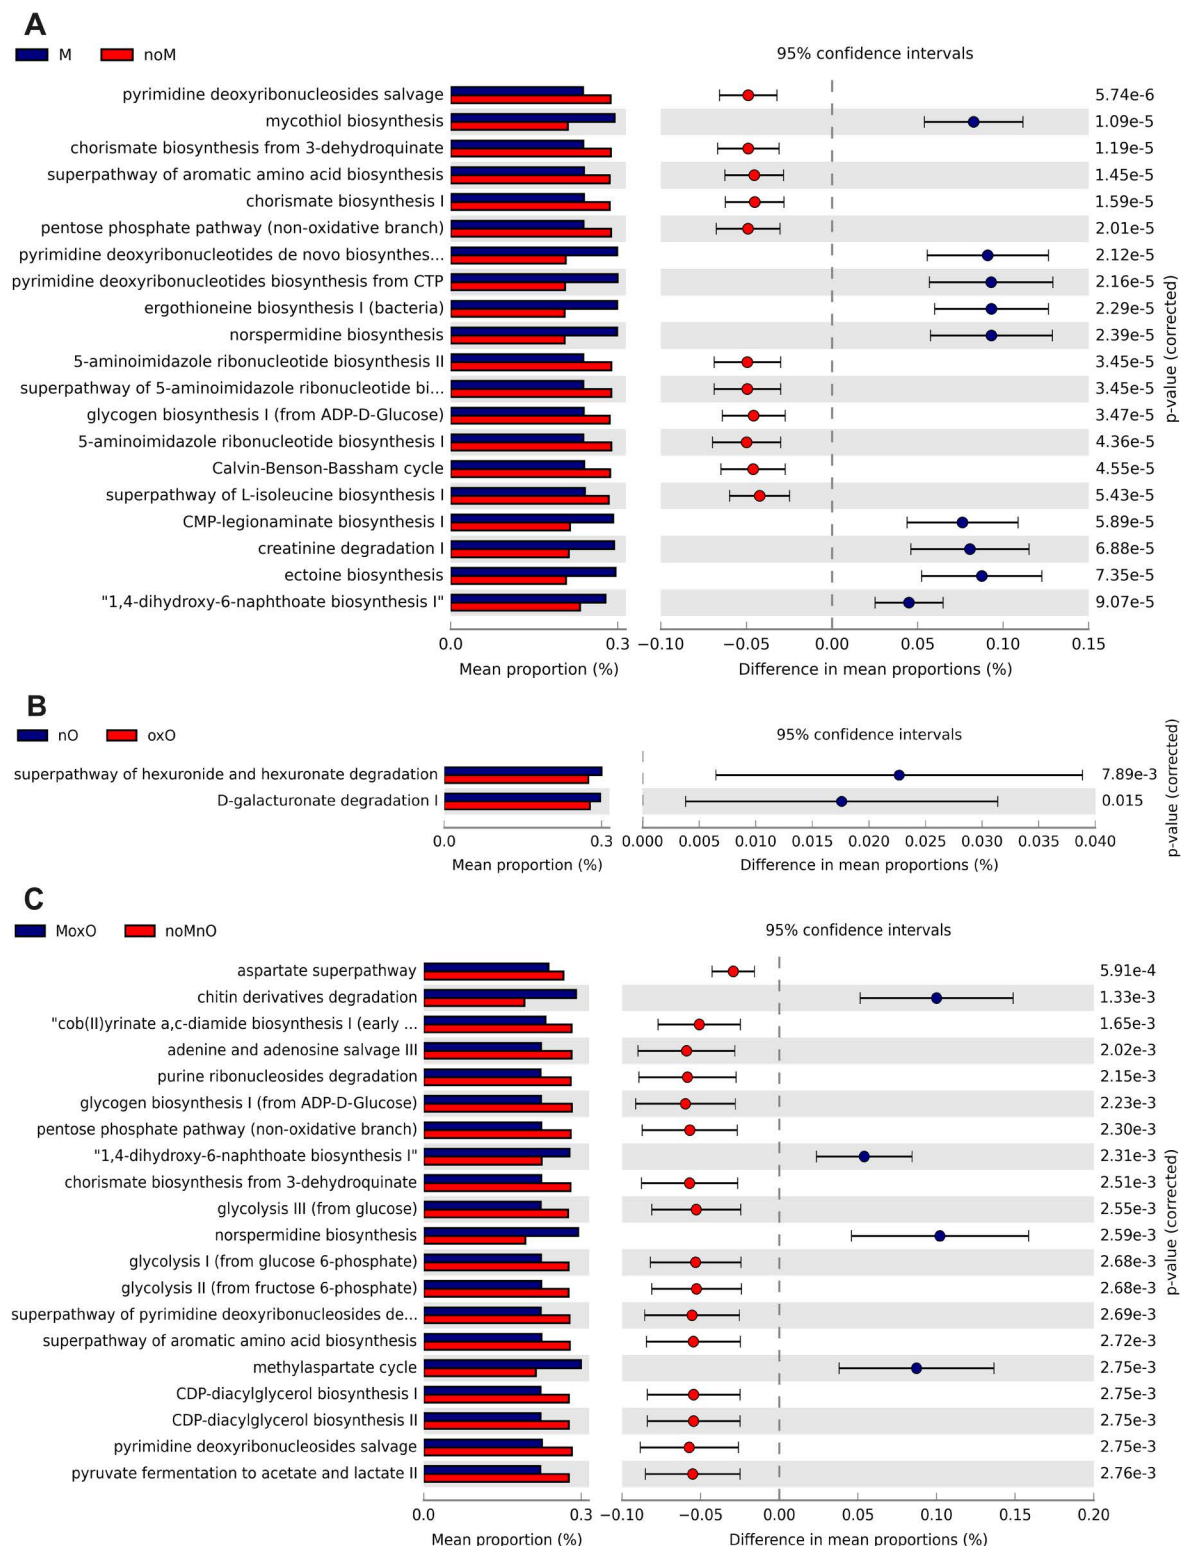 A
M noM
95% confidence intervals
pyrimidine deoxyribonucleosides salvage 5.74e-6
mycothiol biosynthesis 1.09e-5
chorismate biosynthesis from 3-dehydroquinate 1.19e-5
superpathway of aromatic amino acid biosynthesis 1.45e-5
chorismate biosynthesis I 1.59e-5
pentose phosphate pathway (non-oxidative branch) 2.01e-5
pyrimidine deoxyribonucleotides de novo biosynthes... 2.12e-5
pyrimidine deoxyribonucleotides biosynthesis from CTP 2.16e-5
ergothioneine biosynthesis I (bacteria) 2.29e-5
norspermidine biosynthesis 2.39e-5
5-aminoimidazole ribonucleotide biosynthesis II 3.45e-5
superpathway of 5-aminoimidazole ribonucleotide bi... 3.45e-5
glycogen biosynthesis I (from ADP-D-Glucose) 3.47e-5
5-aminoimidazole ribonucleotide biosynthesis I 4.36e-5
Calvin-Benson-Bassham cycle 4.55e-5
superpathway of L-isoleucine biosynthesis I 5.43e-5
CMP-legionaminate biosynthesis I 5.89e-5
creatinine degradation I 6.88e-5
ectoine biosynthesis 7.35e-5
"1,4-dihydroxy-6-naphthoate biosynthesis I" 9.07e-5
p-value (corrected)
0.0 0.3 −0.10 −0.05 0.00 0.05 0.10 0.15
Mean proportion (%) Difference in mean proportions (%)
B
nO oxO
95% confidence intervals
superpathway of hexuronide and hexuronate degradation 7.89e-3
D-galacturonate degradation I 0.015
p-value (corrected)
0.0 0.3 0.000 0.005 0.010 0.015 0.020 0.025 0.030 0.035 0.040
Mean proportion (%) Difference in mean proportions (%)
C
MoxO noMnO
95% confidence intervals
aspartate superpathway 5.91e-4
chitin derivatives degradation 1.33e-3
"cob(II)yrinate a,c-diamide biosynthesis I (early ... 1.65e-3
adenine and adenosine salvage III 2.02e-3
purine ribonucleosides degradation 2.15e-3
glycogen biosynthesis I (from ADP-D-Glucose) 2.23e-3
pentose phosphate pathway (non-oxidative branch) 2.30e-3
"1,4-dihydroxy-6-naphthoate biosynthesis I" 2.31e-3
chorismate biosynthesis from 3-dehydroquinate 2.51e-3
glycolysis III (from glucose) 2.55e-3
norspermidine biosynthesis 2.59e-3
glycolysis I (from glucose 6-phosphate) 2.68e-3
glycolysis II (from fructose 6-phosphate) 2.68e-3
superpathway of pyrimidine deoxyribonucleosides de... 2.69e-3
superpathway of aromatic amino acid biosynthesis 2.72e-3
methylaspartate cycle 2.75e-3
CDP-diacylglycerol biosynthesis I 2.75e-3
CDP-diacylglycerol biosynthesis II 2.75e-3
pyrimidine deoxyribonucleosides salvage 2.75e-3
pyruvate fermentation to acetate and lactate II 2.76e-3
p-value (corrected)
0.0 0.3 −0.10 −0.05 0.00 0.05 0.10 0.15 0.20
Mean proportion (%) Difference in mean proportions (%)